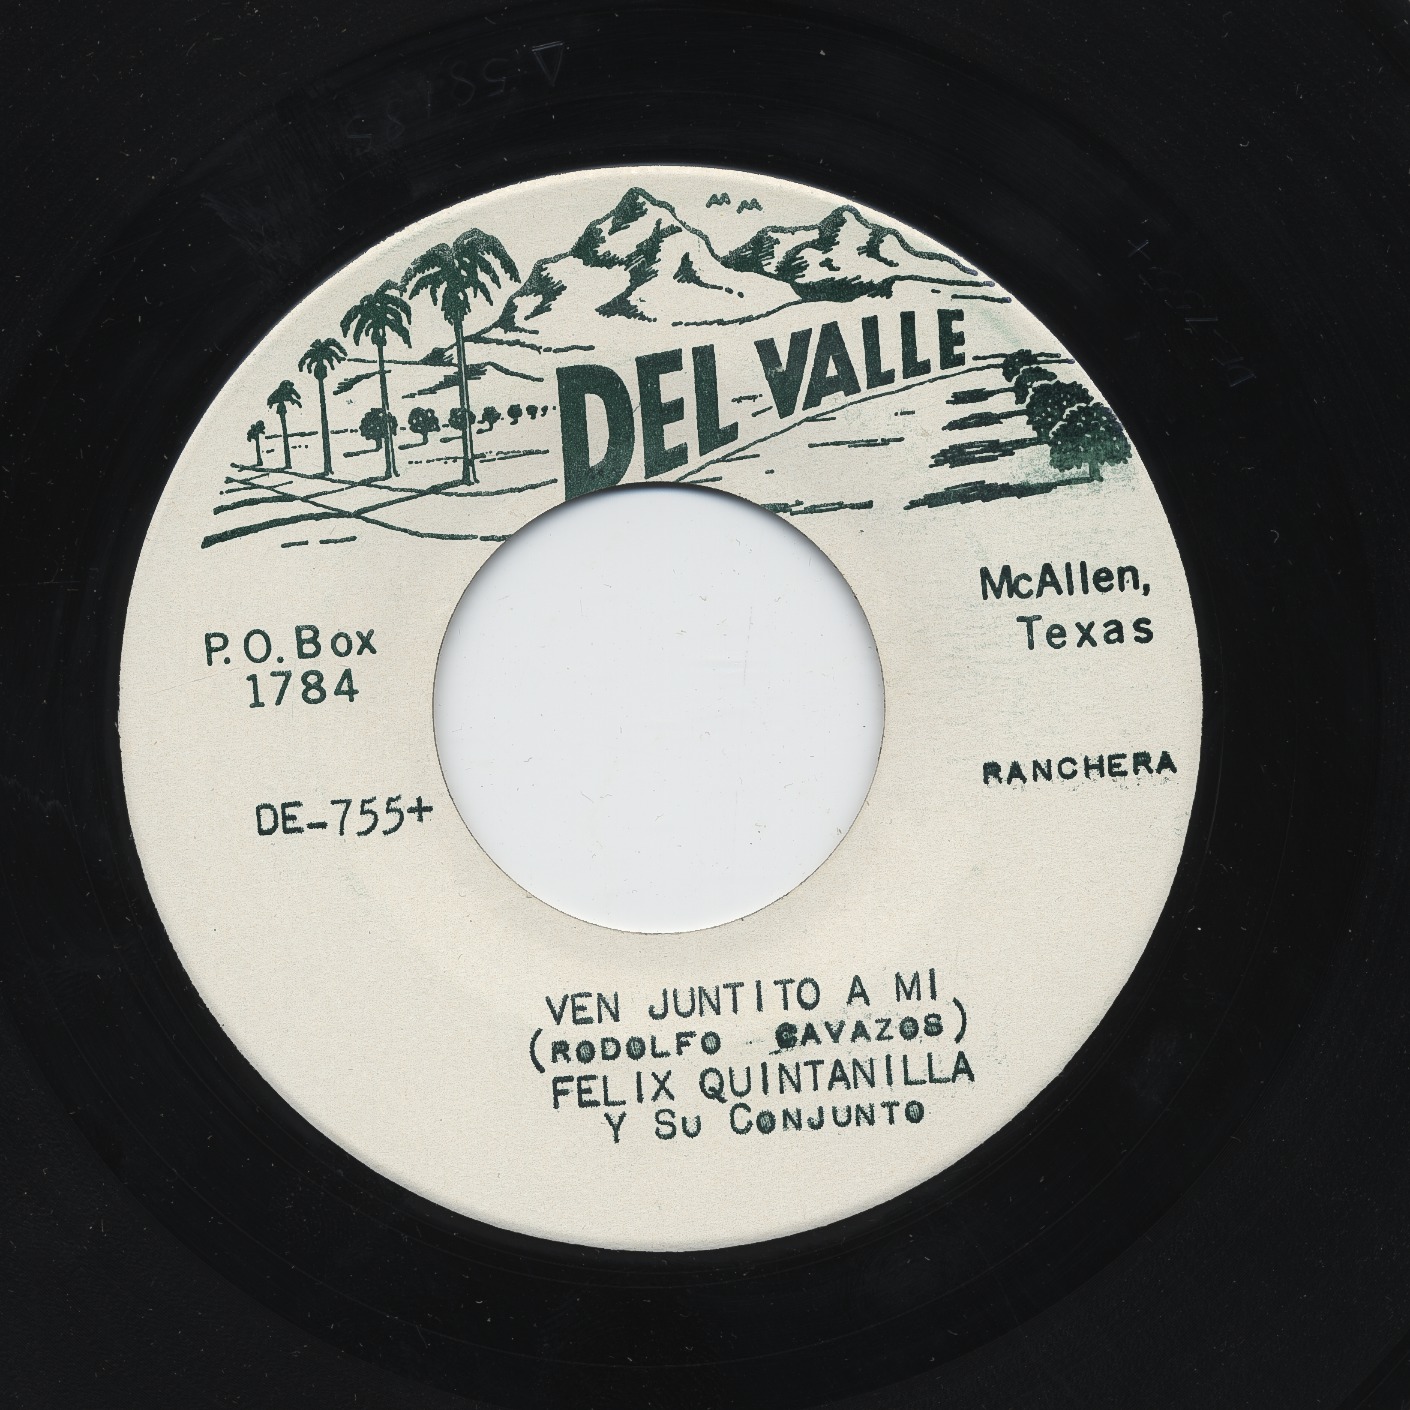 DEL VALLE
McAllen,
Texas
P.O. Box
1784
RANCHERA
DE-755+
VEN JUNTITO A MI
(RODOLFO CAVAZOS)
FELIX QUINTANILLA
Y SU CONJUNTO